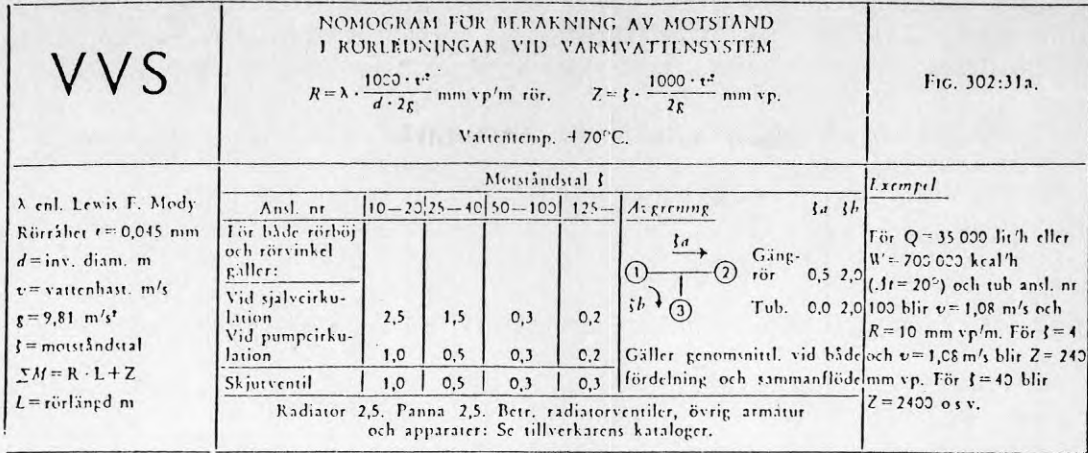 VVS
NOMOGRAM FÖR BERÄKNING AV MOTSTÅND
I RÖRLEDNINGAR VID VARMVATTENSYSTEM
R = λ · 1000 · v² / d · 2g mm vp/m rör. Z = ζ · 1000 · v² / 2g mm vp.
Vattentemp. +70°C.
FIG. 302:31a.
λ enl. Lewis F. Mody
Rörråhet ε = 0,045 mm
d = inv. diam. m
v = vattenhast. m/s
g = 9,81 m/s²
ζ = motståndstal
ΣM = R · L + Z
L = rörlängd m
Motståndstal ζ
Ansl. nr 10—20 25—40 50—100 125—
För både rörböj
och rörvinkel
gäller:
Vid självcirku-
lation 2,5 1,5 0,3 0,2
Vid pumpcirku-
lation 1,0 0,5 0,3 0,2
Skjutventil 1,0 0,5 0,3 0,3
Avgrening ζa ζb
ζa
1 2
ζb 3
Gäng-
rör 0,5 2,0
Tub. 0,0 2,0
Gäller genomsnittl. vid både
fördelning och sammanflöde
Radiator 2,5. Panna 2,5. Betr. radiatorventiler, övrig armatur
och apparater: Se tillverkarens kataloger.
Exempel
För Q = 35 000 lit/h eller
W = 700 000 kcal/h
(Δt = 20°) och tub ansl. nr
100 blir v = 1,08 m/s och
R = 10 mm vp/m. För ζ = 4
och v = 1,08 m/s blir Z = 240
mm vp. För ζ = 40 blir
Z = 2400 o s v.